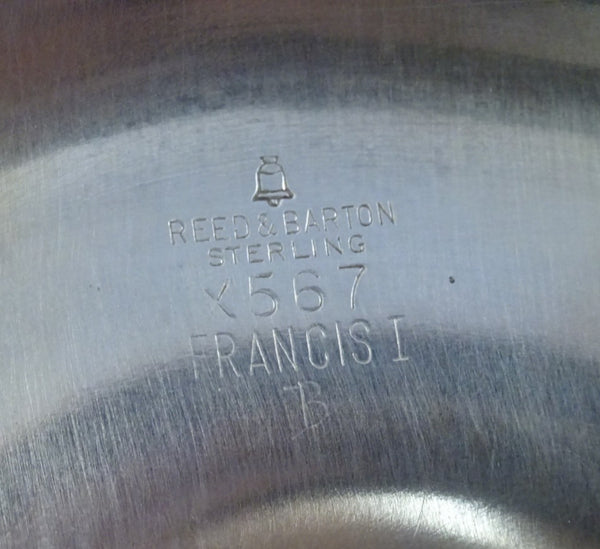 REED & BARTON
STERLING
X567
FRANCIS I